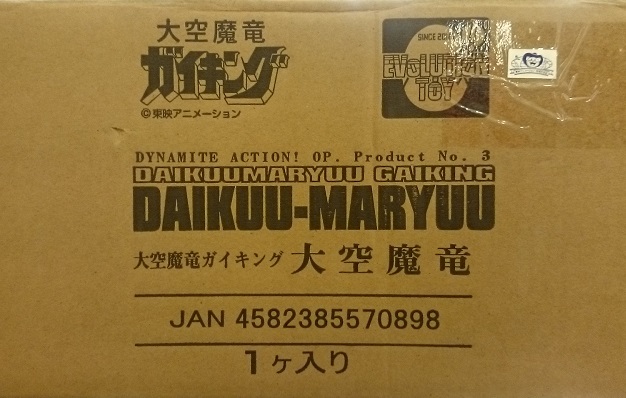 大空魔竜
ガイキング
©東映アニメーション
EVOLUTION
TOY
DYNAMITE ACTION! OP. Product No. 3
DAIKUUMARYUU GAIKING
DAIKUU-MARYUU
大空魔竜ガイキング 大空魔竜
JAN 4582385570898
1ヶ入り